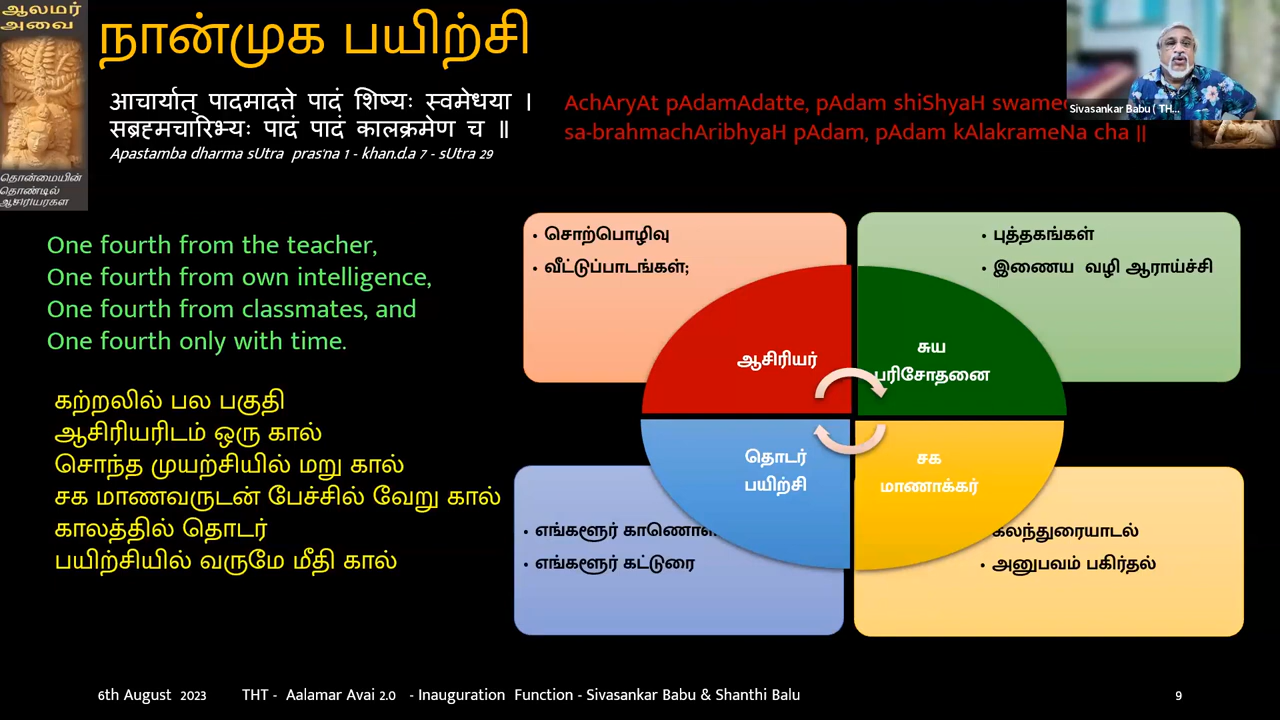 ஆலமர்
அவை
நான்முக பயிற்சி
आचार्यात् पादमादत्ते पादं शिष्यः स्वमेधया ।
सब्रह्मचारिभ्यः पादं पादं कालक्रमेण च ॥
Apastamba dharma sUtra pras'na 1 - khan.d.a 7 - sUtra 29
AchAryAt pAdamAdatte, pAdam shiShyaH
sa-brahmachAribhyaH pAdam, pAdam kAlakrameNa cha ||
Sivasankar Babu ( TH...
தொன்மையின்
தொண்டில்
One fourth from the teacher,
One fourth from own intelligence,
One fourth from classmates, and
One fourth only with time.
கற்றலில் பல பகுதி
ஆசிரியரிடம் ஒரு கால்
சொந்த முயற்சியில் மறு கால்
சக மாணவருடன் பேச்சில் வேறு கால்
காலத்தில் தொடர்
பயிற்சியில் வருமே மீதி கால்
• சொற்பொழிவு
• வீட்டுப்பாடங்கள்;
• புத்தகங்கள்
• இணைய வழி ஆராய்ச்சி
ஆசிரியர்
சுய
பரிசோதனை
தொடர்
பயிற்சி
சக
மாணாக்கர்
• எங்களூர்
• எங்களூர் கட்டுரை
கலந்துரையாடல்
• அனுபவம் பகிர்தல்
6th August 2023 THT - Aalamar Avai 2.0 - Inauguration Function - Sivasankar Babu & Shanthi Balu 9